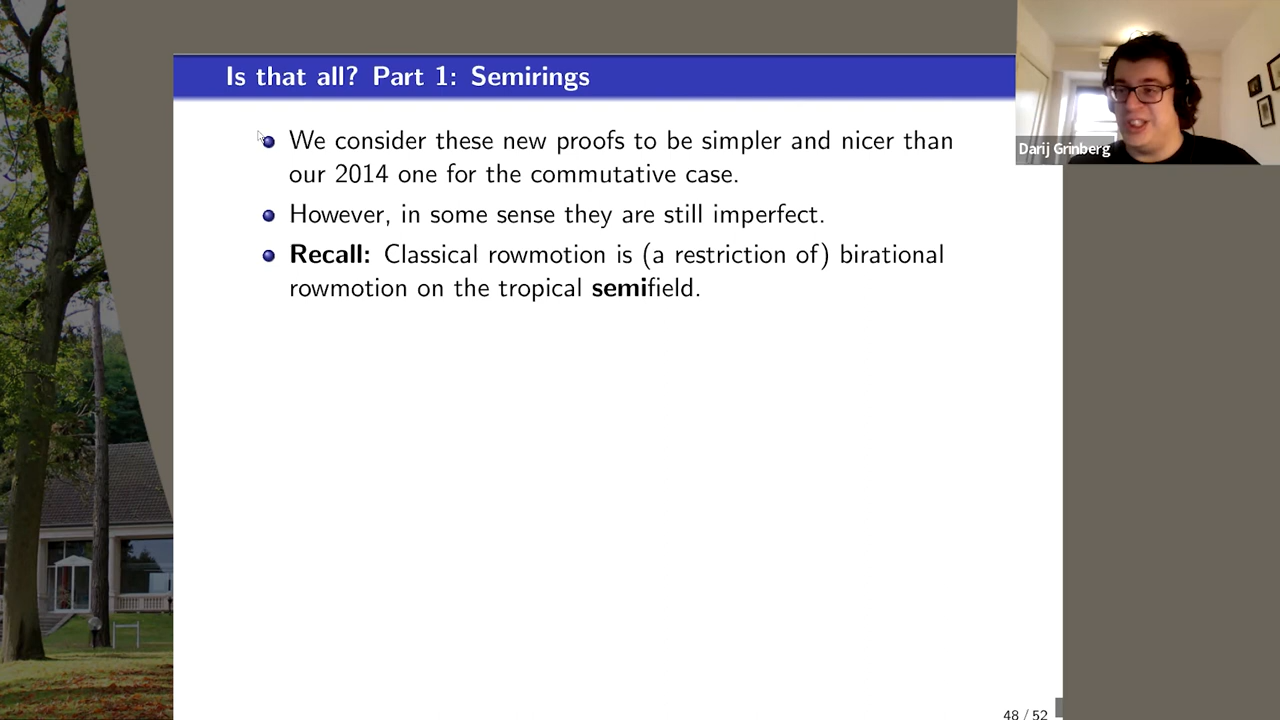 Is that all? Part 1: Semirings
We consider these new proofs to be simpler and nicer than
our 2014 one for the commutative case.
However, in some sense they are still imperfect.
Recall: Classical rowmotion is (a restriction of) birational
rowmotion on the tropical semifield.
Darij Grinberg
48 / 52